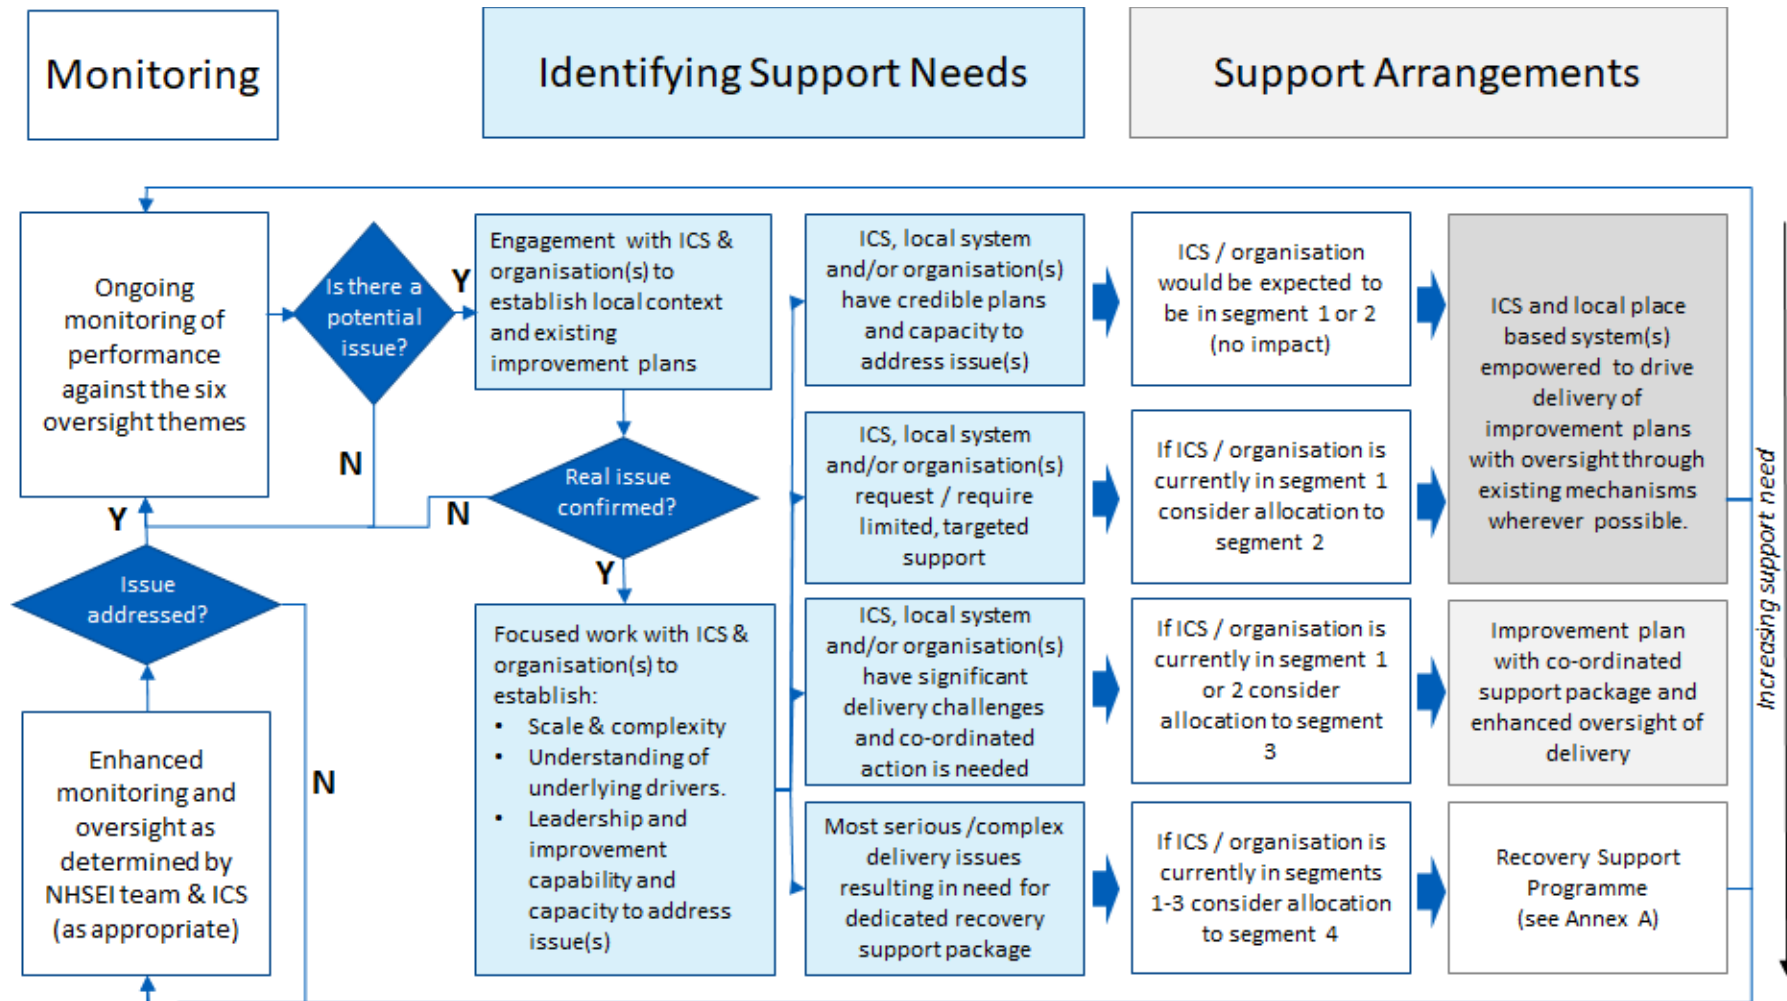 Monitoring
Identifying Support Needs
Support Arrangements
Ongoing
monitoring of
performance
against the six
oversight themes
Is there a
potential
issue?
Y
N
Engagement with ICS &
organisation(s) to
establish local context
and existing
improvement plans
Real issue
confirmed?
N
Y
Y
Issue
addressed?
N
Enhanced
monitoring and
oversight as
determined by
NHSEI team & ICS
(as appropriate)
Focused work with ICS &
organisation(s) to
establish:
• Scale & complexity
• Understanding of
underlying drivers.
• Leadership and
improvement
capability and
capacity to address
issue(s)
ICS, local system
and/or organisation(s)
have credible plans
and capacity to
address issue(s)
ICS / organisation
would be expected to
be in segment 1 or 2
(no impact)
ICS and local place
based system(s)
empowered to drive
delivery of
improvement plans
with oversight through
existing mechanisms
wherever possible.
ICS, local system
and/or organisation(s)
request / require
limited, targeted
support
If ICS / organisation is
currently in segment 1
consider allocation to
segment 2
ICS, local system
and/or organisation(s)
have significant
delivery challenges
and co-ordinated
action is needed
If ICS / organisation is
currently in segment 1
or 2 consider
allocation to segment
3
Improvement plan
with co-ordinated
support package and
enhanced oversight of
delivery
Most serious /complex
delivery issues
resulting in need for
dedicated recovery
support package
If ICS / organisation is
currently in segments
1-3 consider allocation
to segment 4
Recovery Support
Programme
(see Annex A)
Increasing support need